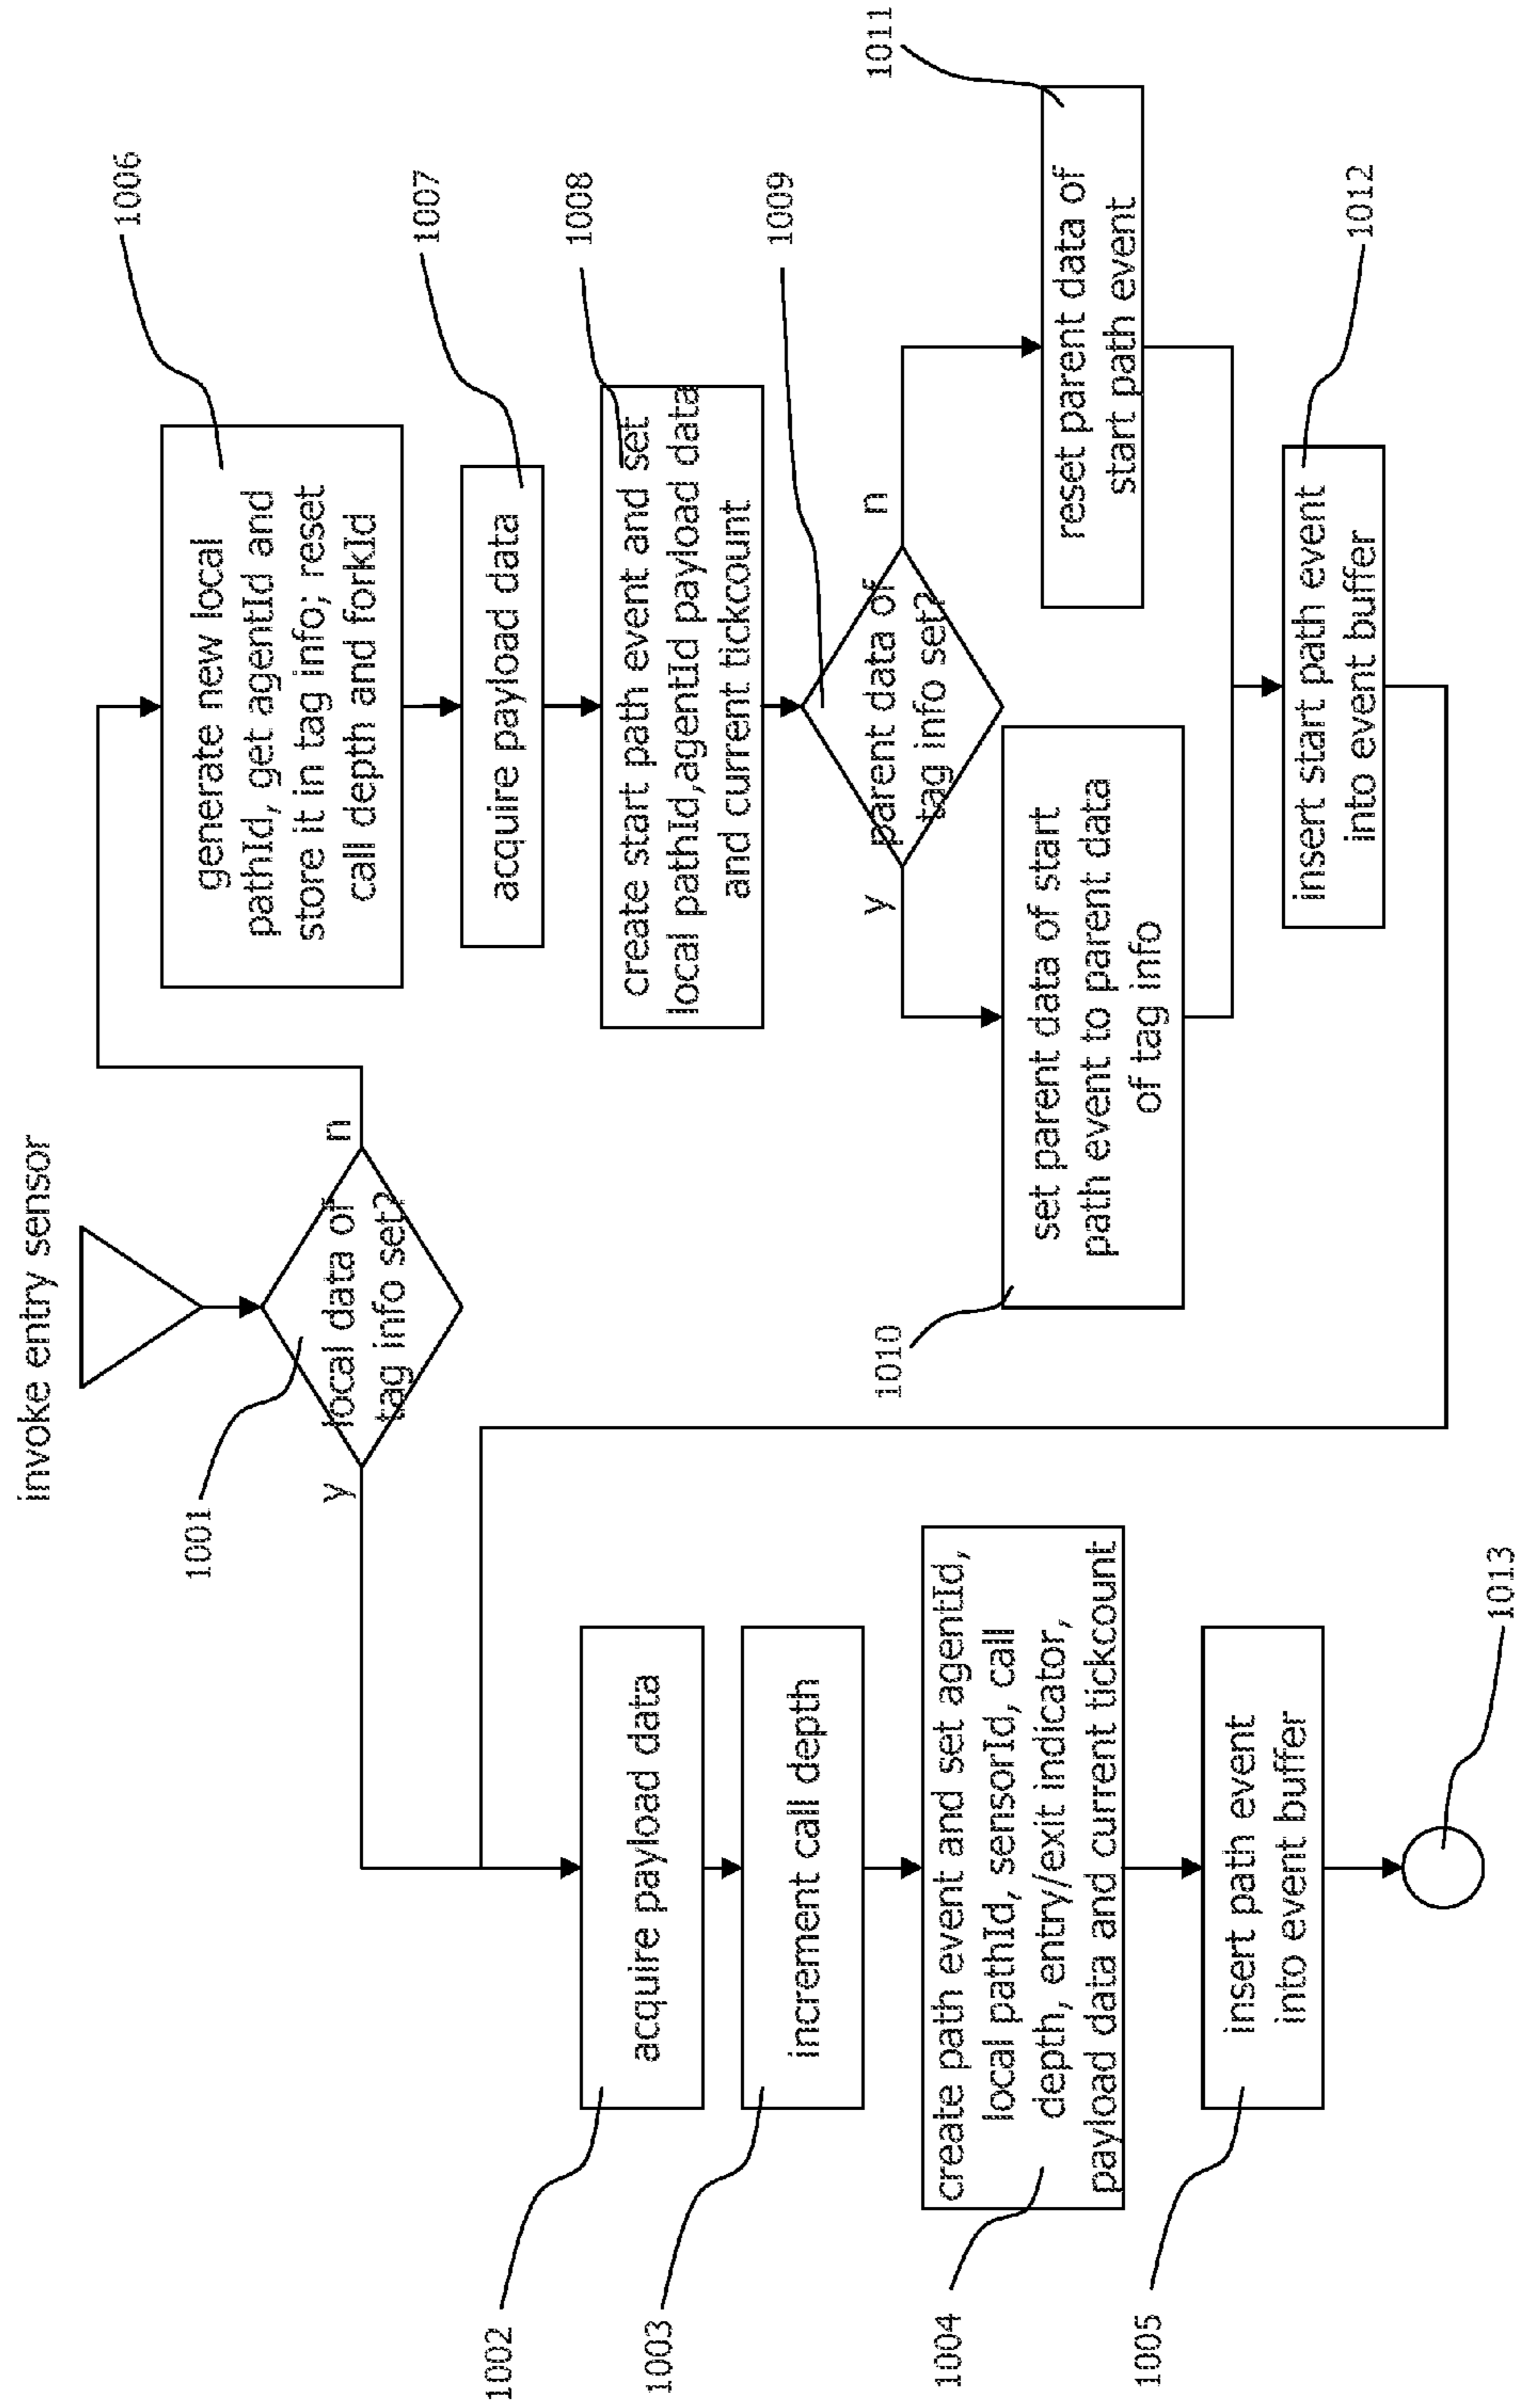 invoke entry sensor
1001
local data of
tag info set?
y
n
1002
acquire payload data
1003
increment call depth
1004
create path event and set agentId,
local pathId, sensorId, call
depth, entry/exit indicator,
payload data and current tickcount
1005
insert path event
into event buffer
1013
1006
generate new local
pathId, get agentId and
store it in tag info; reset
call depth and forkId
1007
acquire payload data
1008
create start path event and set
local pathId,agentId payload data
and current tickcount
1009
parent data of
tag info set?
y
n
1010
set parent data of start
path event to parent data
of tag info
1011
reset parent data of
start path event
1012
insert start path event
into event buffer